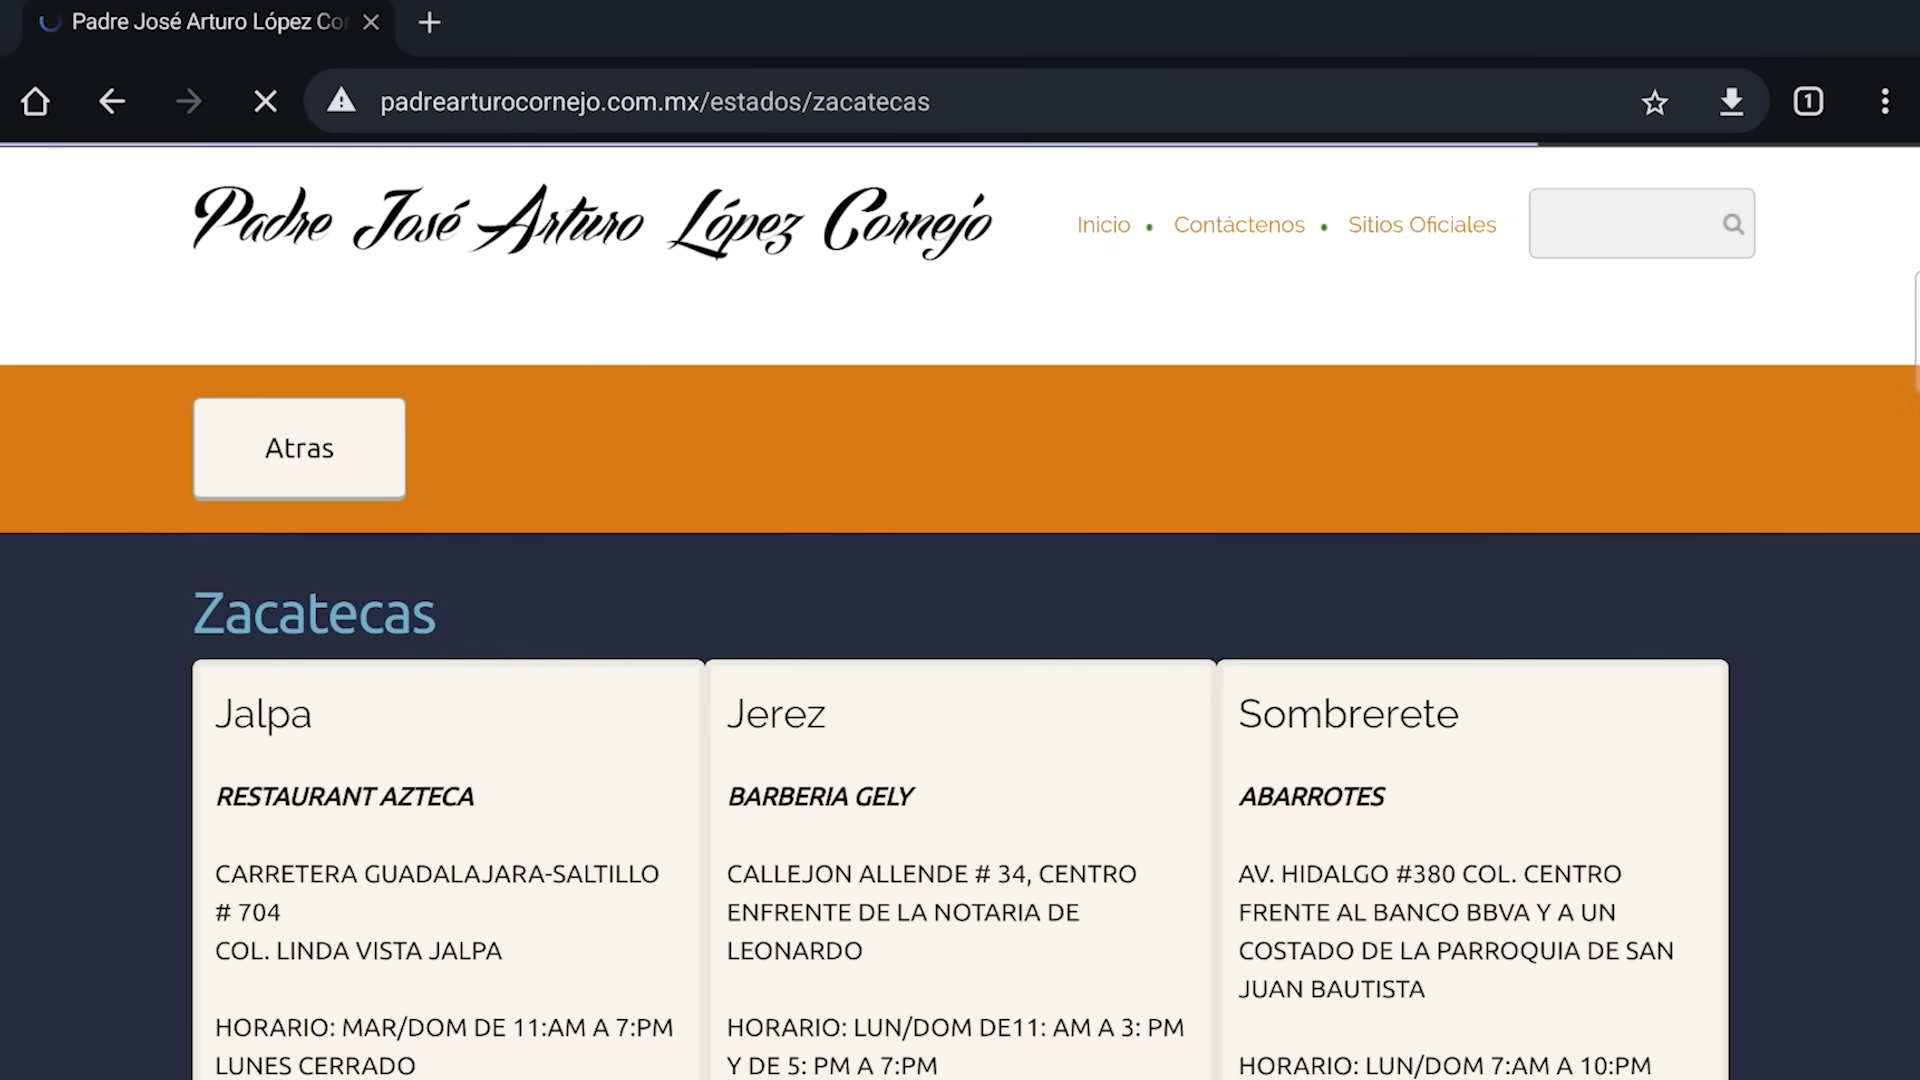 Padre José Arturo López Co
padrearturocornejo.com.mx/estados/zacatecas
1
Padre José Arturo López Cornejo
Inicio • Contáctenos • Sitios Oficiales
Atras
Zacatecas
Jalpa
RESTAURANT AZTECA
CARRETERA GUADALAJARA-SALTILLO
# 704
COL. LINDA VISTA JALPA
HORARIO: MAR/DOM DE 11:AM A 7:PM
LUNES CERRADO
Jerez
BARBERIA GELY
CALLEJON ALLENDE # 34, CENTRO
ENFRENTE DE LA NOTARIA DE
LEONARDO
HORARIO: LUN/DOM DE11: AM A 3: PM
Y DE 5: PM A 7:PM
Sombrerete
ABARROTES
AV. HIDALGO #380 COL. CENTRO
FRENTE AL BANCO BBVA Y A UN
COSTADO DE LA PARROQUIA DE SAN
JUAN BAUTISTA
HORARIO: LUN/DOM 7:AM A 10:PM